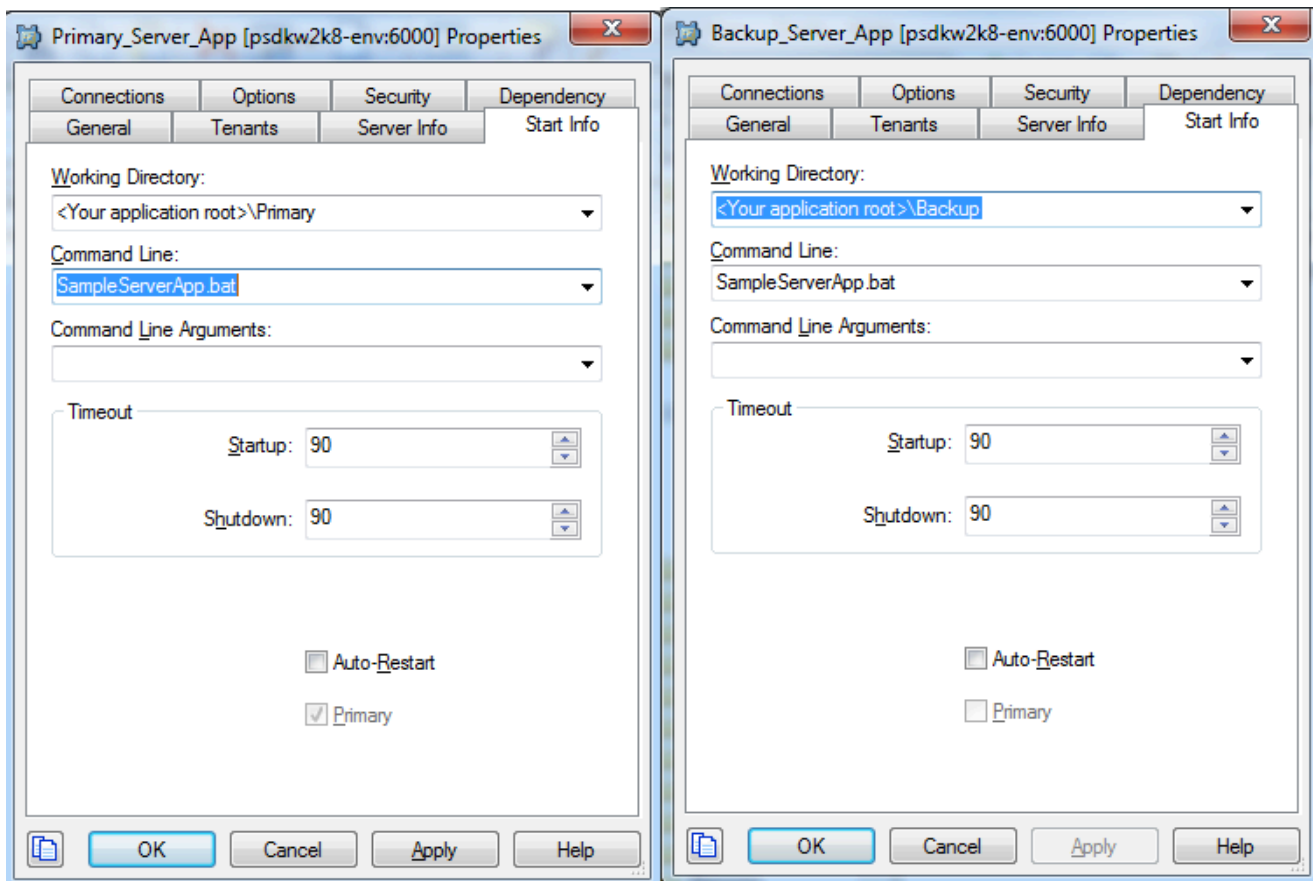 Primary_Server_App [psdkw2k8-env:6000] Properties
Connections Options Security Dependency
General Tenants Server Info Start Info
Working Directory:
<Your application root>\Primary
Command Line:
SampleServerApp.bat
Command Line Arguments:
Timeout
Startup: 90
Shutdown: 90
Auto-Restart
Primary
OK Cancel Apply Help
Backup_Server_App [psdkw2k8-env:6000] Properties
Connections Options Security Dependency
General Tenants Server Info Start Info
Working Directory:
<Your application root>\Backup
Command Line:
SampleServerApp.bat
Command Line Arguments:
Timeout
Startup: 90
Shutdown: 90
Auto-Restart
Primary
OK Cancel Apply Help